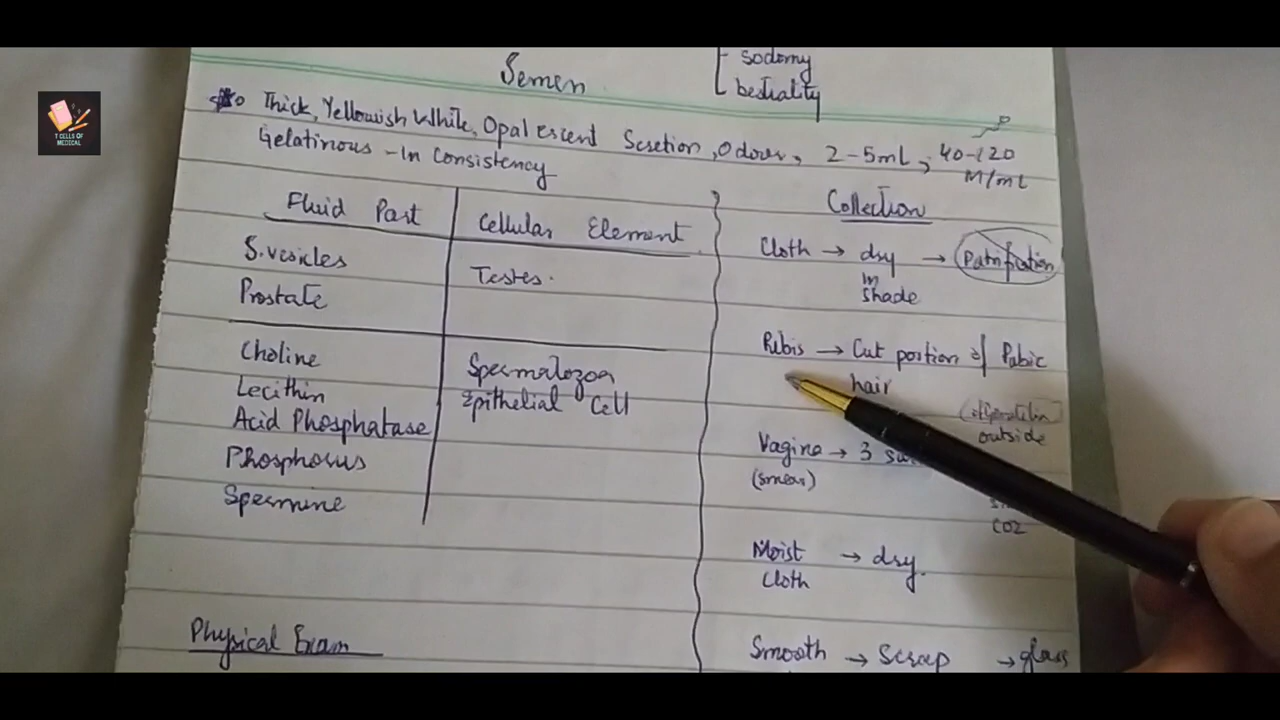 T CELLS OF
MEDICAL
Semen
sodomy
bestiality
Thick, Yellowish White, Opalescent Secretion, Odour, 2-5mL, 40-120
M/mL
Gelatinous - In Consistency
Fluid Part
Cellular Element
S.vesicles
Testes.
Prostate
Choline
Spermatozoa
Lecithin
Epithelial Cell
Acid Phosphatase
Phosphorus
Spermine
Physical Exam
Collection
Cloth → dry →
in
shade
Pubis → Cut portion of Pubic
hair
outside
Vagina → 3
(smear)
CO2
Moist → dry.
Cloth
Smooth → Scrap → glass